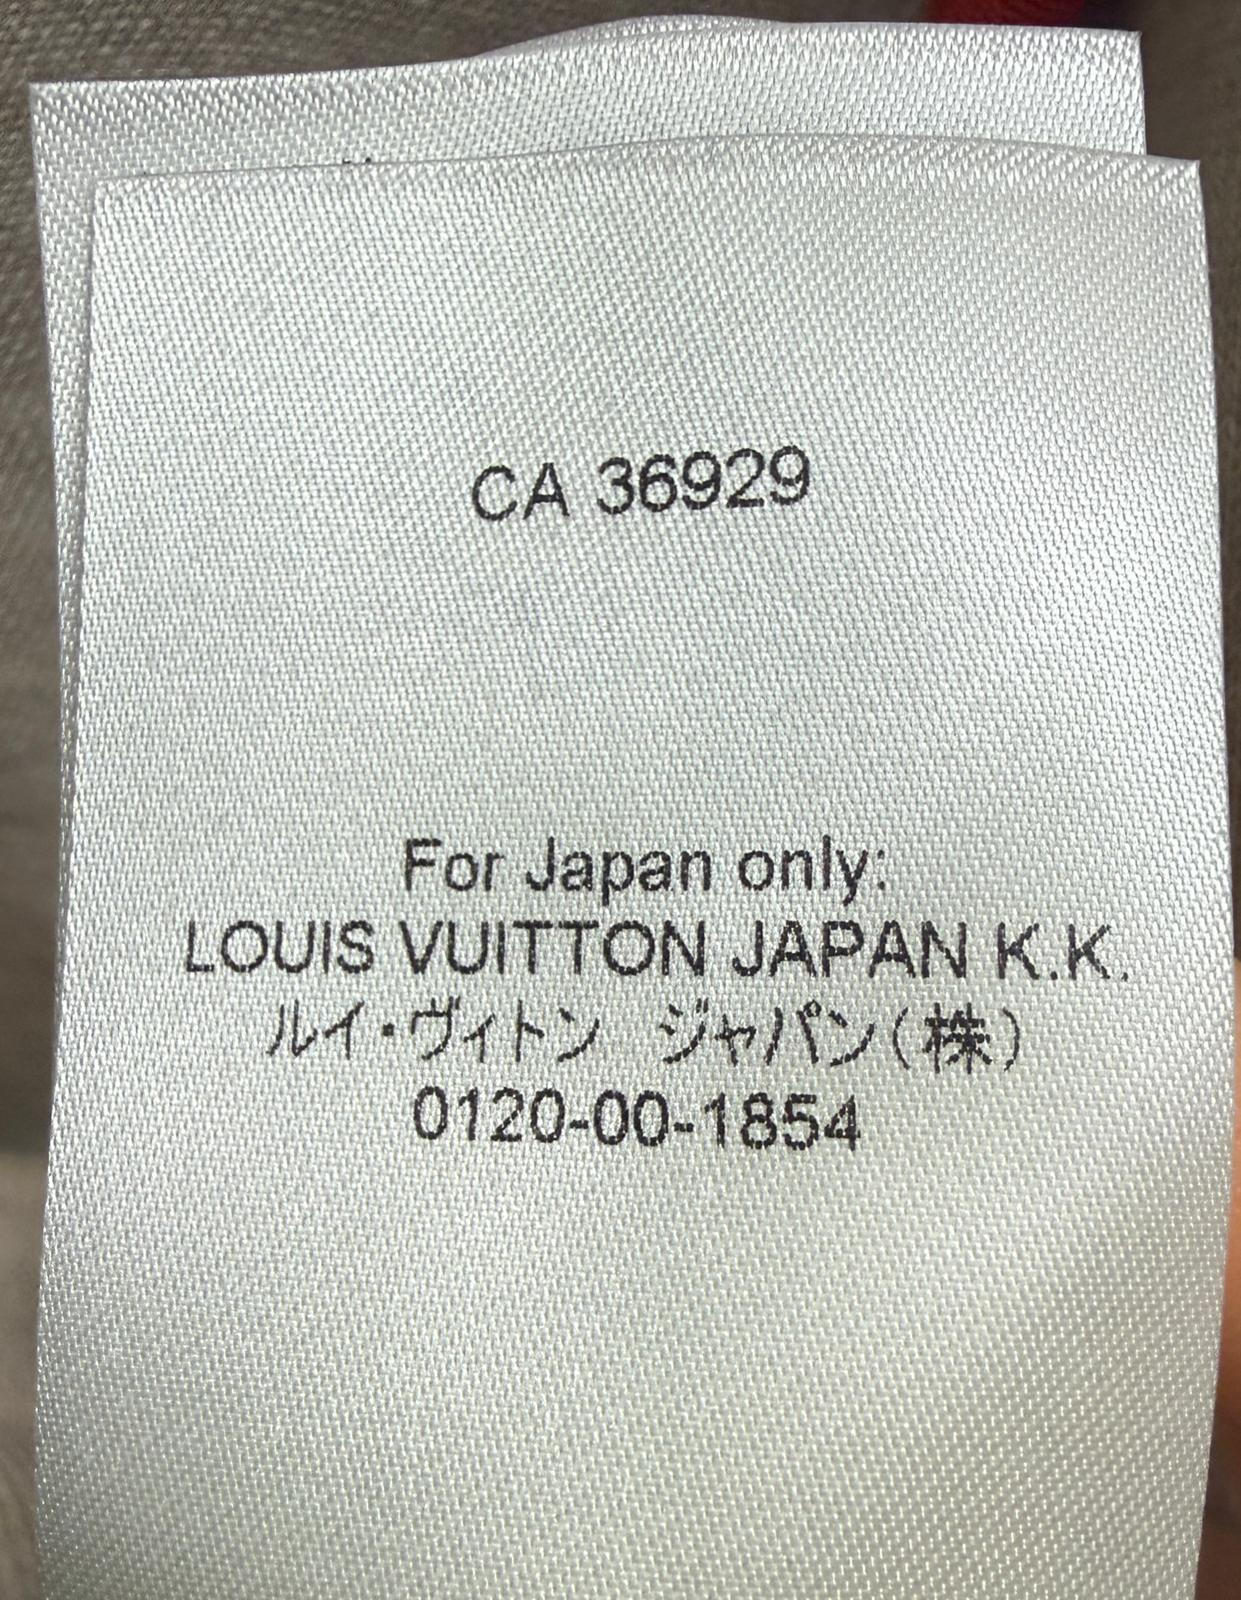 CA 36929
For Japan only:
LOUIS VUITTON JAPAN K.K.
ルイ・ヴィトン　ジャパン(株)
0120-00-1854